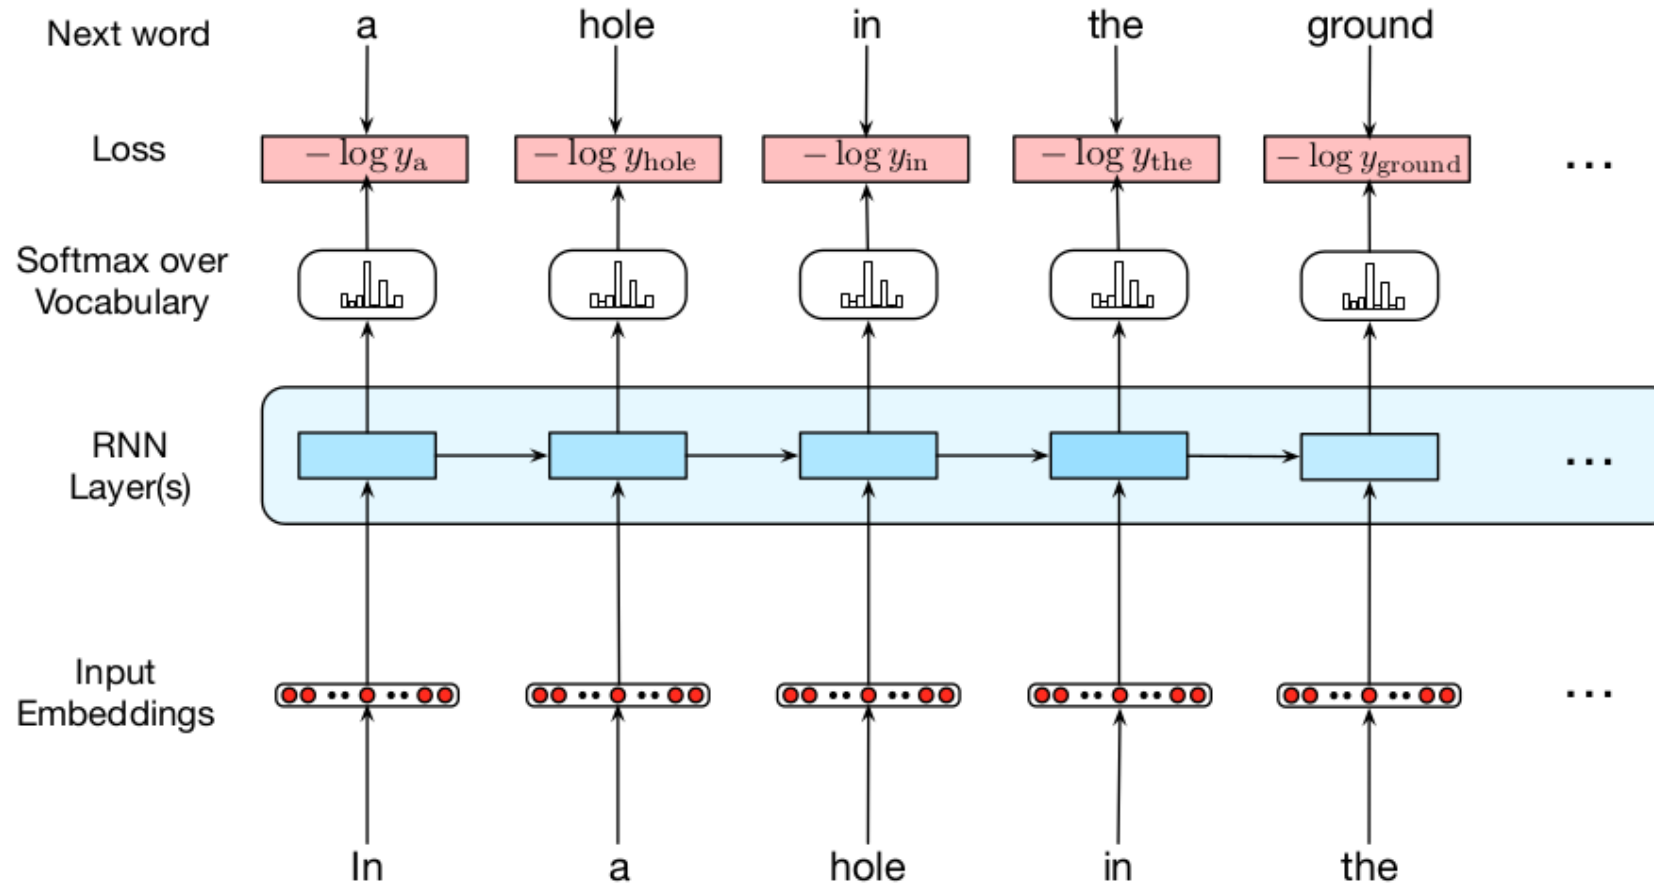 Next word a hole in the ground
Loss − log y_a − log y_hole − log y_in − log y_the − log y_ground ...
Softmax over
Vocabulary
RNN
Layer(s) ...
Input
Embeddings ...
In a hole in the